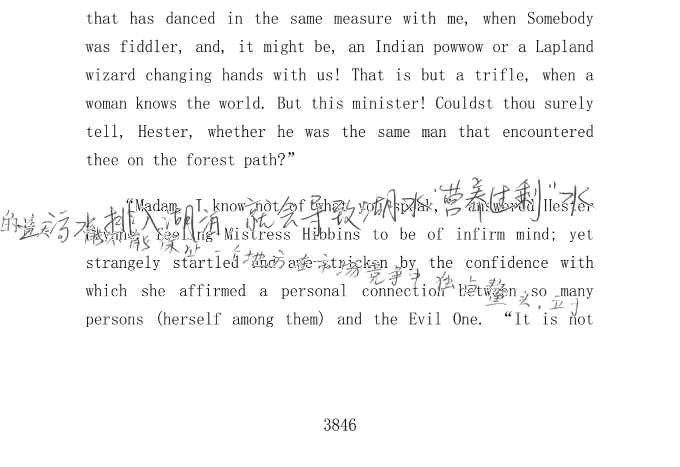 that has danced in the same measure with me, when Somebody
was fiddler, and, it might be, an Indian powwow or a Lapland
wizard changing hands with us! That is but a trifle, when a
woman knows the world. But this minister! Couldst thou surely
tell, Hester, whether he was the same man that encountered
thee on the forest path?”
“Madam, I know not of what you speak,” answered Hester
的造 污水排入湖泊,就会导致湖水“营养过剩”水
feeling Mistress Hibbins to be of infirm mind; yet
能保证一个地方在市场竞争中独占鳌头,立于
strangely startled and awe-stricken by the confidence with
which she affirmed a personal connection between so many
persons (herself among them) and the Evil One. “It is not
3846